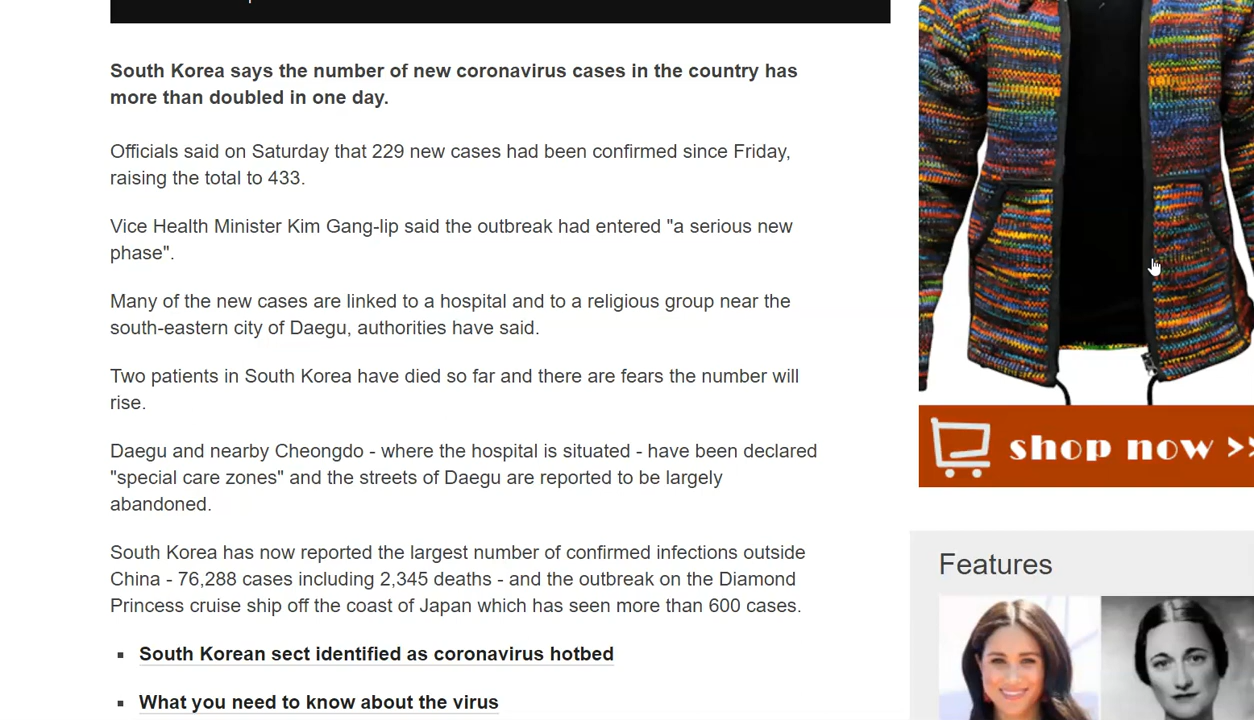 South Korea says the number of new coronavirus cases in the country has
more than doubled in one day.
Officials said on Saturday that 229 new cases had been confirmed since Friday,
raising the total to 433.
Vice Health Minister Kim Gang-lip said the outbreak had entered "a serious new
phase".
Many of the new cases are linked to a hospital and to a religious group near the
south-eastern city of Daegu, authorities have said.
Two patients in South Korea have died so far and there are fears the number will
rise.
Daegu and nearby Cheongdo - where the hospital is situated - have been declared
"special care zones" and the streets of Daegu are reported to be largely
abandoned.
South Korea has now reported the largest number of confirmed infections outside
China - 76,288 cases including 2,345 deaths - and the outbreak on the Diamond
Princess cruise ship off the coast of Japan which has seen more than 600 cases.
▪ South Korean sect identified as coronavirus hotbed
▪ What you need to know about the virus
shop now >>
Features